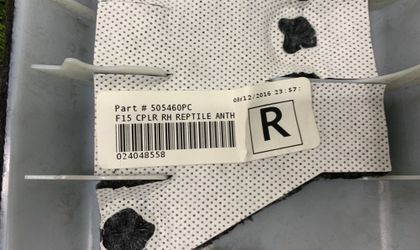 08/12/2016 23:57:
Part # 505460PC
F15 CPLR RH REPTILE ANTH
R
024048558